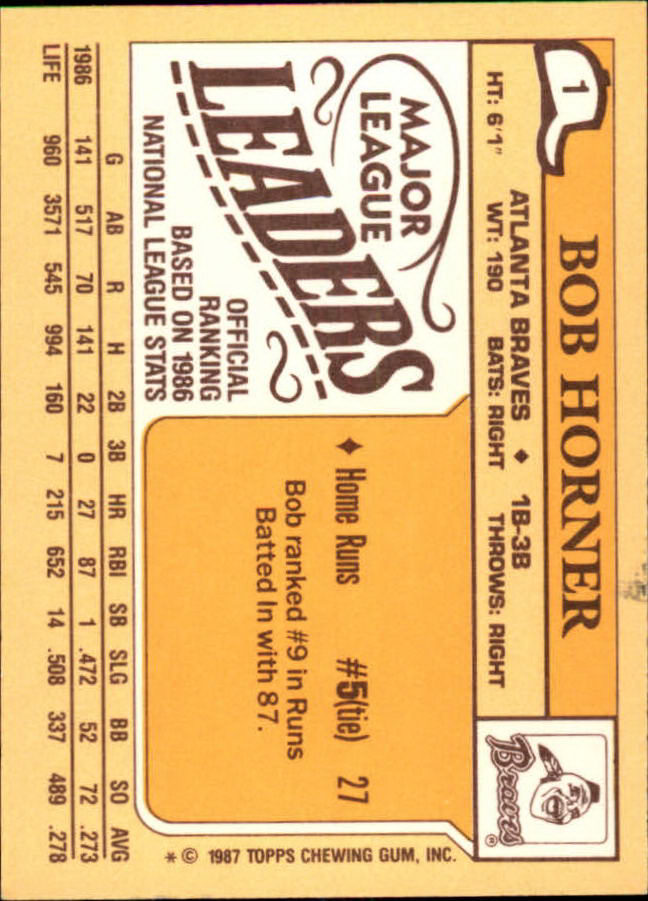 1
BOB HORNER
ATLANTA BRAVES ♦ 1B-3B
HT: 6'1" WT: 190 BATS: RIGHT THROWS: RIGHT
Braves®
MAJOR
LEAGUE
LEADERS
OFFICIAL
RANKING
BASED ON 1986
NATIONAL LEAGUE STATS
♦ Home Runs #5(tie) 27
Bob ranked #9 in Runs
Batted In with 87.
* © 1987 TOPPS CHEWING GUM, INC.
G AB R H 2B 3B HR RBI SB SLG BB SO AVG
1986 141 517 70 141 22 0 27 87 1 .472 52 72 .273
LIFE 960 3571 545 994 160 7 215 652 14 .508 337 489 .278